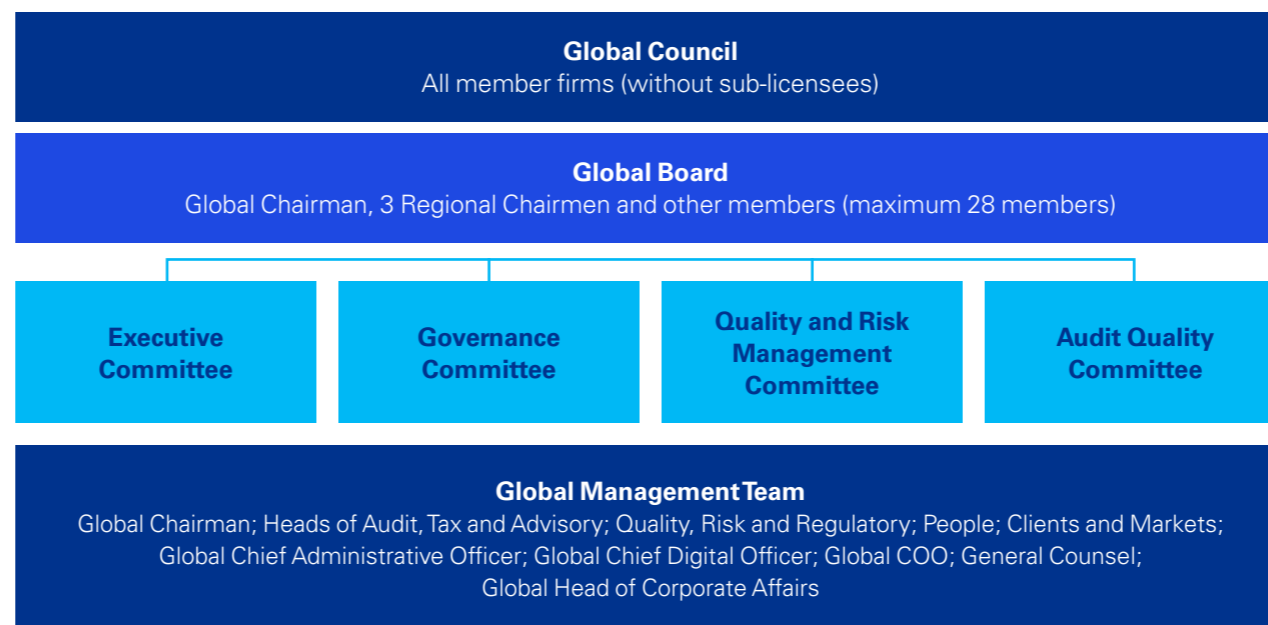 Global Council
All member firms (without sub-licensees)
Global Board
Global Chairman, 3 Regional Chairmen and other members (maximum 28 members)
Executive
Committee
Governance
Committee
Quality and Risk
Management
Committee
Audit Quality
Committee
Global Management Team
Global Chairman; Heads of Audit, Tax and Advisory; Quality, Risk and Regulatory; People; Clients and Markets;
Global Chief Administrative Officer; Global Chief Digital Officer; Global COO; General Counsel;
Global Head of Corporate Affairs